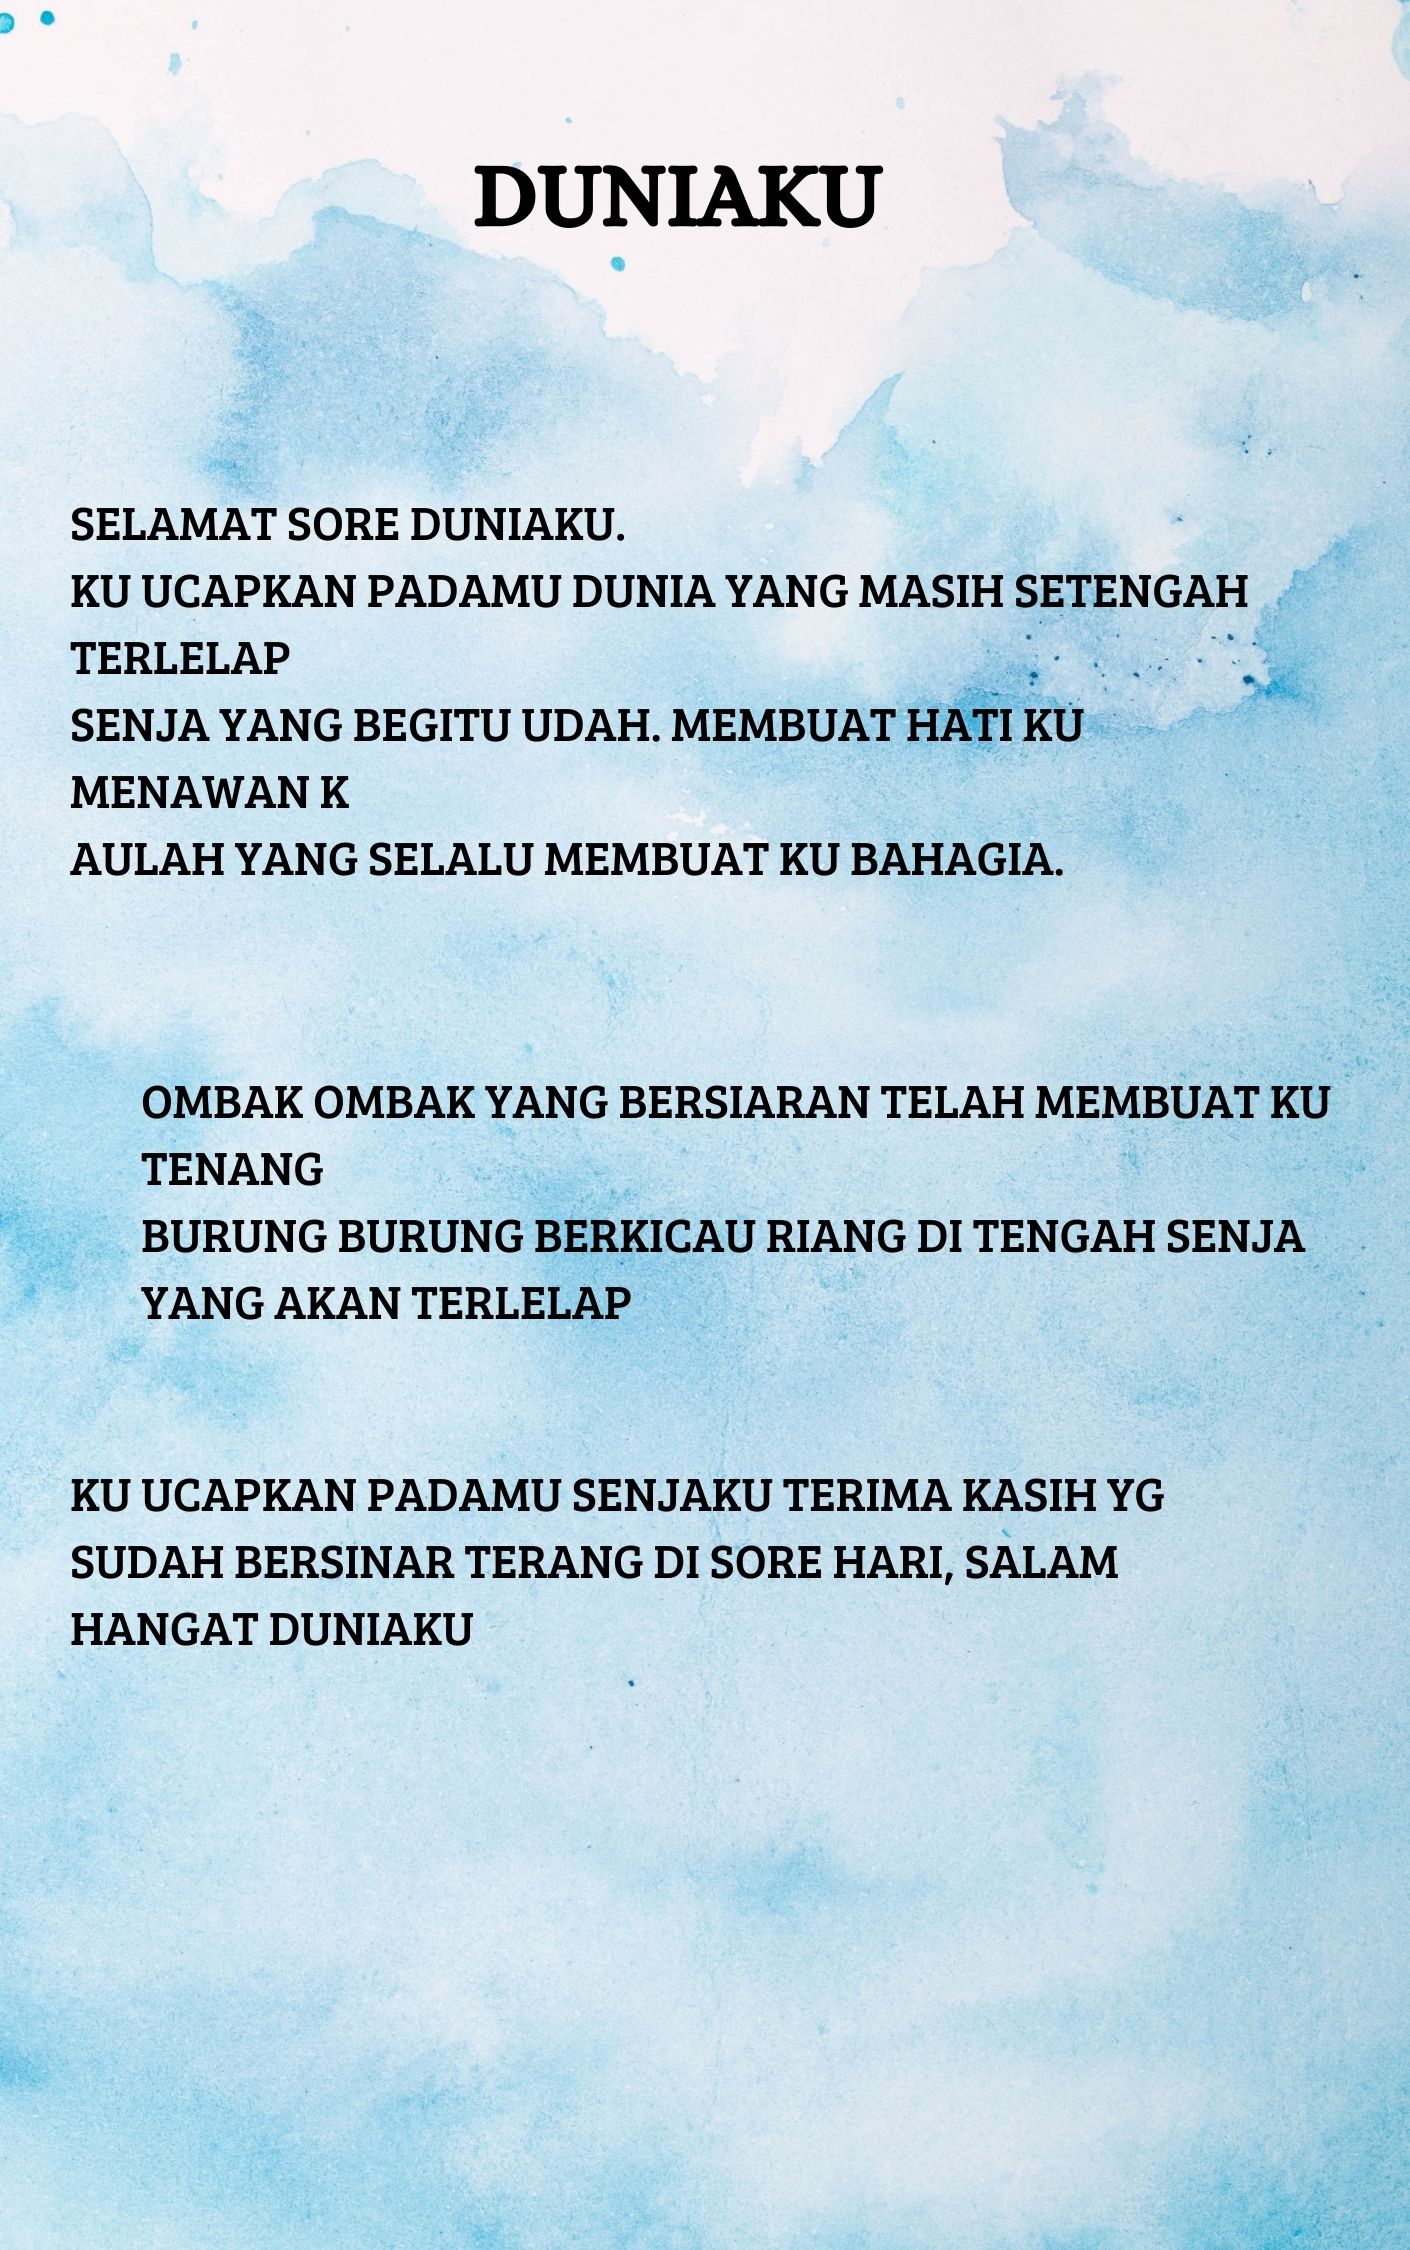 DUNIAKU
SELAMAT SORE DUNIAKU.
KU UCAPKAN PADAMU DUNIA YANG MASIH SETENGAH
TERLELAP
SENJA YANG BEGITU UDAH. MEMBUAT HATI KU
MENAWAN K
AULAH YANG SELALU MEMBUAT KU BAHAGIA.
OMBAK OMBAK YANG BERSIARAN TELAH MEMBUAT KU
TENANG
BURUNG BURUNG BERKICAU RIANG DI TENGAH SENJA
YANG AKAN TERLELAP
KU UCAPKAN PADAMU SENJAKU TERIMA KASIH YG
SUDAH BERSINAR TERANG DI SORE HARI, SALAM
HANGAT DUNIAKU